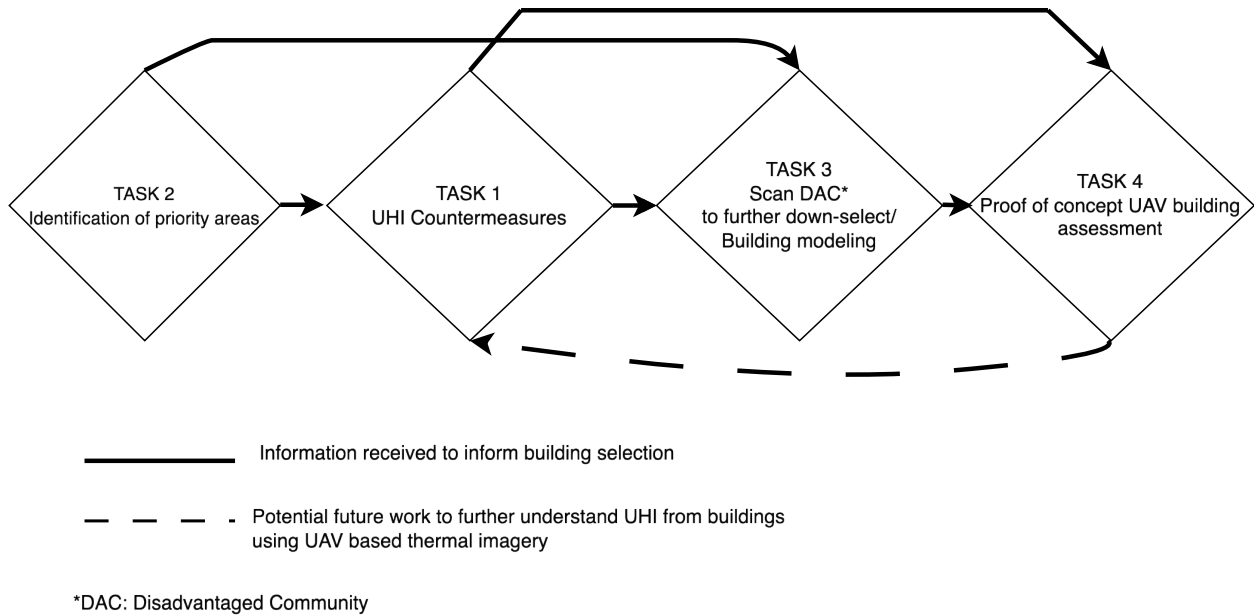 TASK 2
Identification of priority areas
TASK 1
UHI Countermeasures
TASK 3
Scan DAC*
to further down-select/
Building modeling
TASK 4
Proof of concept UAV building
assessment
Information received to inform building selection
Potential future work to further understand UHI from buildings
using UAV based thermal imagery
*DAC: Disadvantaged Community